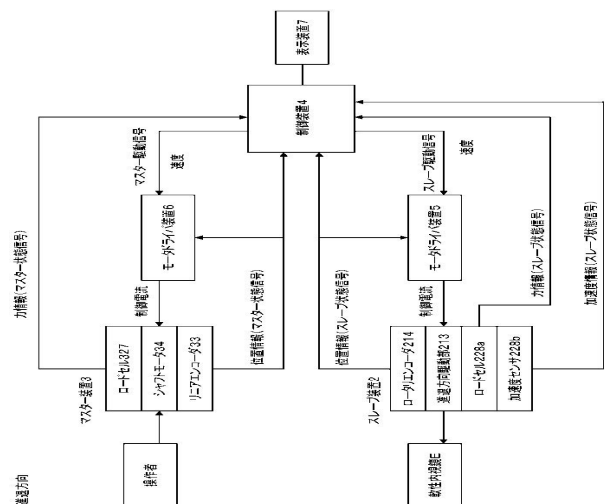 進退方向
操作者
マスター装置3
ロードセル327
シャフトモータ34
リニアエンコーダ33
力情報(マスター状態信号)
制御電流
モータドライバ装置6
マスター駆動信号
速度
位置情報(マスター状態信号)
制御装置4
表示装置7
軟性内視鏡E
スレーブ装置2
ロータリエンコーダ214
進退方向駆動部213
ロードセル228a
加速度センサ228b
位置情報(スレーブ状態信号)
制御電流
モータドライバ装置5
スレーブ駆動信号
速度
力情報(スレーブ状態信号)
加速度情報(スレーブ状態信号)